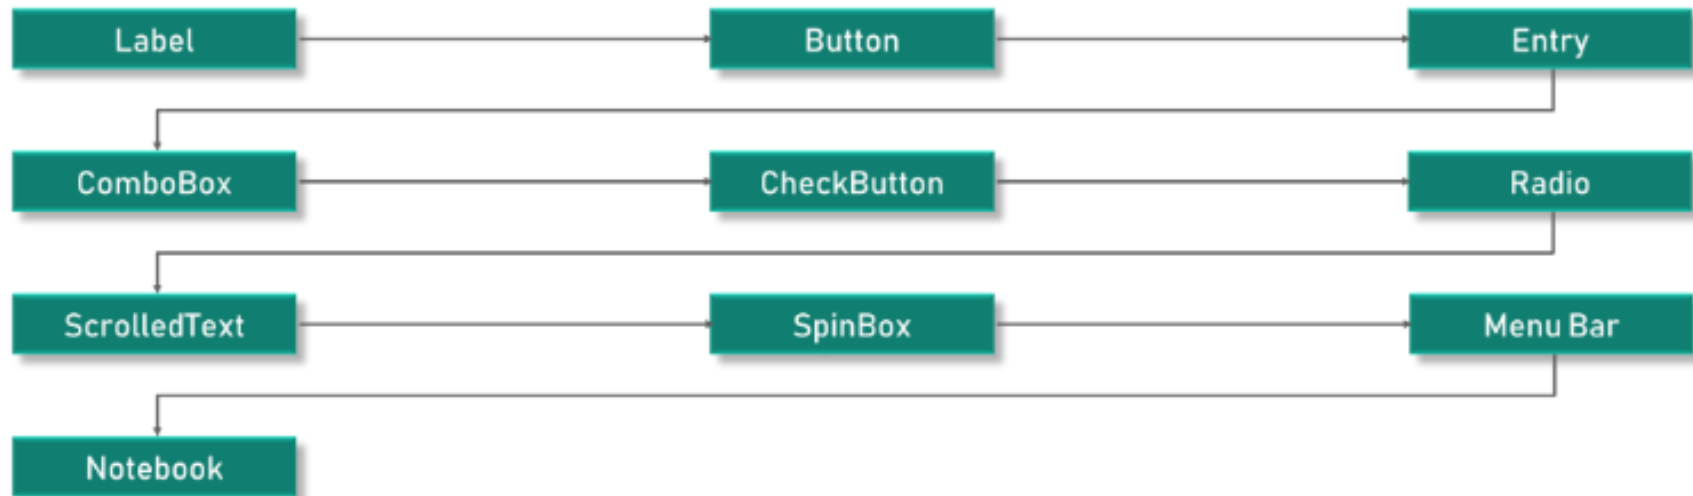 Label
Button
Entry
ComboBox
CheckButton
Radio
ScrolledText
SpinBox
Menu Bar
Notebook